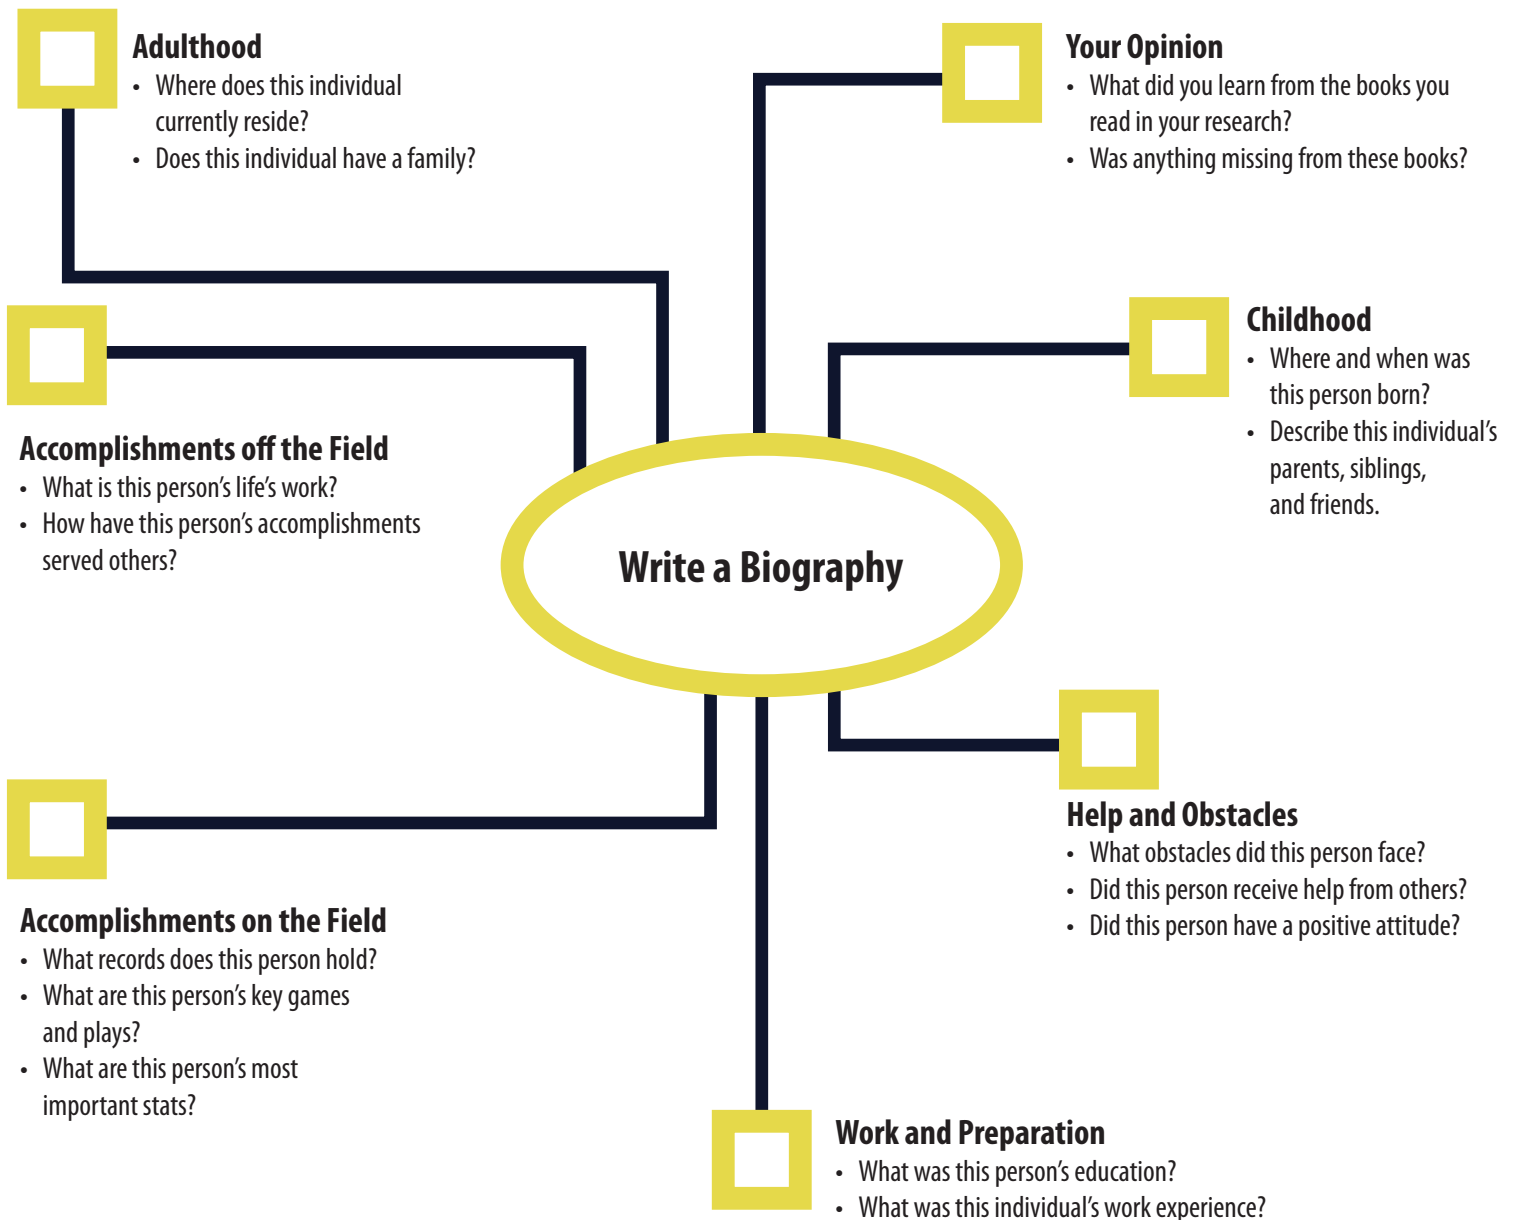 Adulthood
• Where does this individual
currently reside?
• Does this individual have a family?
Your Opinion
• What did you learn from the books you
read in your research?
• Was anything missing from these books?
Childhood
• Where and when was
this person born?
• Describe this individual’s
parents, siblings,
and friends.
Accomplishments off the Field
• What is this person’s life’s work?
• How have this person’s accomplishments
served others?
Write a Biography
Help and Obstacles
• What obstacles did this person face?
• Did this person receive help from others?
• Did this person have a positive attitude?
Accomplishments on the Field
• What records does this person hold?
• What are this person’s key games
and plays?
• What are this person’s most
important stats?
Work and Preparation
• What was this person’s education?
• What was this individual’s work experience?